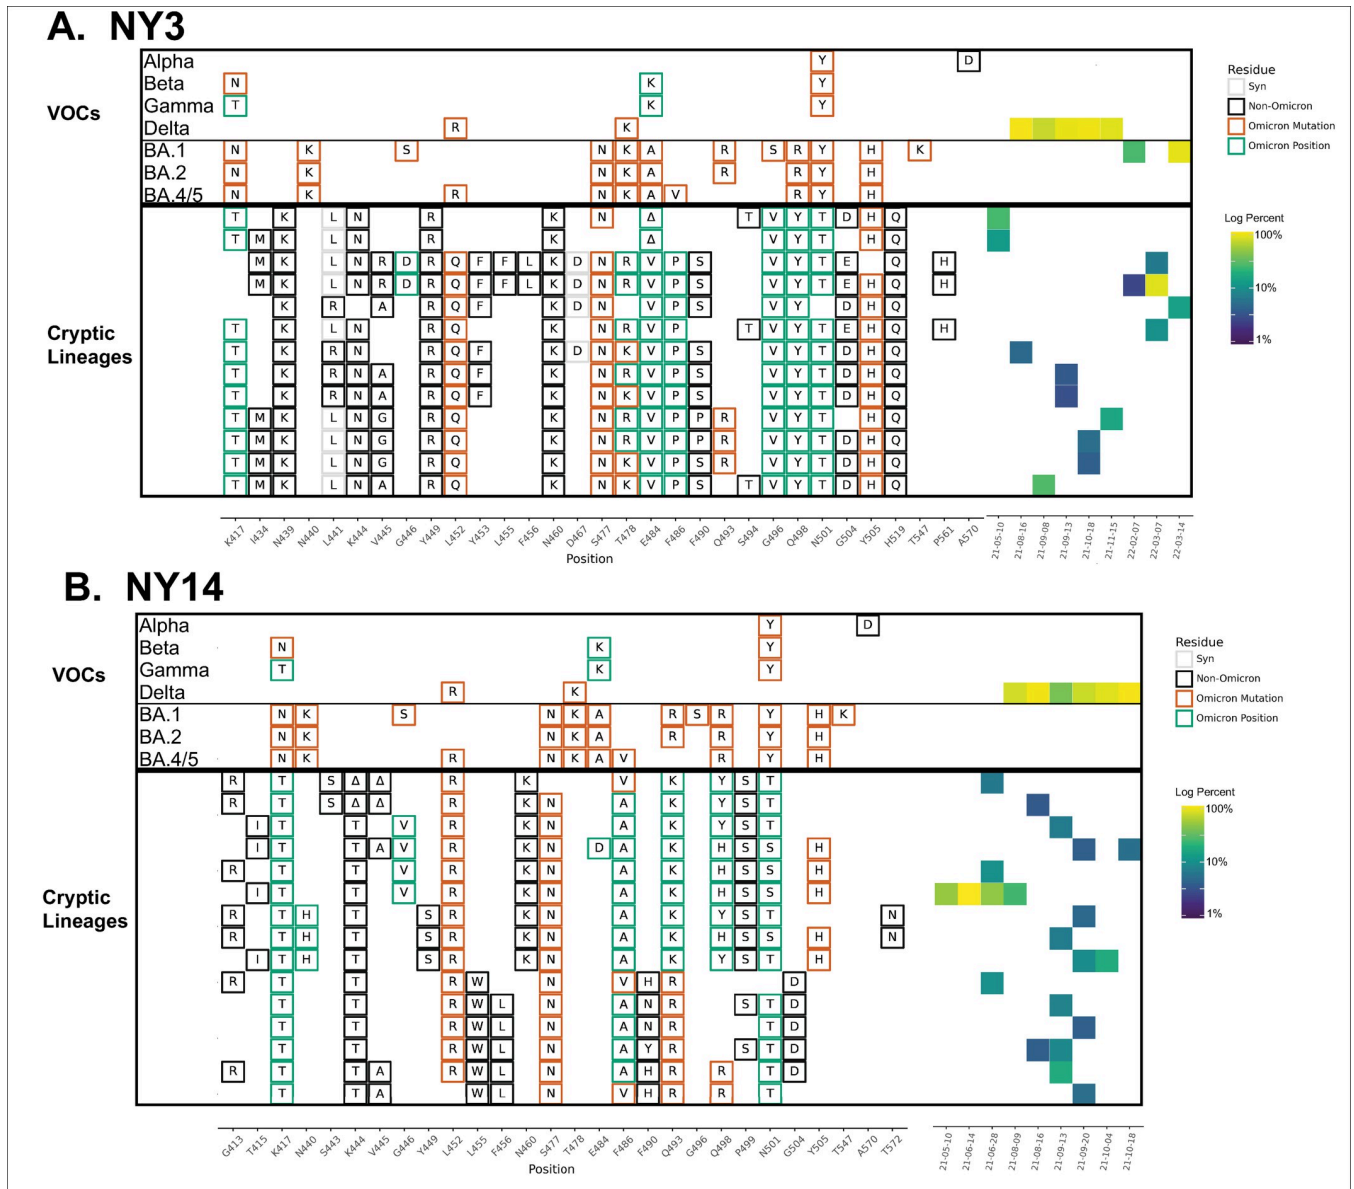 A. NY3
VOCs
Alpha Y D
Beta N K Y
Gamma T K Y
Delta R K
BA.1 N K S N K A R S R Y H K
BA.2 N K N K A R R Y H
BA.4/5 N K R N K A V R Y H
Cryptic
Lineages
T K L N R K N Δ T V Y T D H Q
T M K L N R K Δ V Y T H Q
M K L N R D R Q F F L K D N R V P S V Y T E Q H
M K L N R D R Q F F L K D N R V P S V Y T E H Q H
K R A R Q F K D N V P S V Y D H Q
T K L N R Q K N R V P T V Y T E H Q H
T K R N R Q F K D N K V P S V Y T D H Q
T K R N A R Q F K N R V P S V Y T D H Q
T K R N A R Q F K N K V P S V Y T D H Q
T M K L N G R Q K N R V P P R V Y T H Q
T M K L N G R Q K N R V P P R V Y T D H Q
T M K L N G R Q K N K V P S R V Y T D H Q
T M K L N A R Q K N K V P S T V Y T D H Q
K417 I434 N439 N440 L441 K444 V445 G446 Y449 L452 Y453 L455 F456 N460 D467 S477 T478 E484 F486 F490 Q493 S494 G496 Q498 N501 G504 Y505 H519 T547 P561 A570
21-05-10 21-08-16 21-09-08 21-09-13 21-10-18 21-11-15 22-02-07 22-03-07 22-03-14
Position
Residue
Syn
Non-Omicron
Omicron Mutation
Omicron Position
Log Percent
100%
10%
1%
B. NY14
VOCs
Alpha Y D
Beta N K Y
Gamma T K Y
Delta R K
BA.1 N K S N K A R S R Y H K
BA.2 N K N K A R R Y H
BA.4/5 N K R N K A V R Y H
Cryptic
Lineages
R T S Δ Δ R K V K Y S T
R T S Δ Δ R K N A K Y S T
I T T V R K N A K Y S T
I T T A V R K N D A K H S S H
R T T V R K N A K H S S H
I T T V R K N A K H S S H
R T H T S R K N A K Y S T N
R T H T S R K N A K H S S H N
I T H T S R K N A K Y S T H
R T T R W N V H R D
T T R W L N A N R S T D
T T R W L N A N R T D
T T R W L N A Y R S T D
R T T A R W L N A H R R T D
T T A W L N V H R R T
G413 T415 K417 N440 S443 K444 V445 G446 Y449 L452 L455 F456 N460 S477 T478 E484 F486 F490 Q493 G496 Q498 P499 N501 G504 Y505 T547 A570 T572
21-05-10 21-06-14 21-06-28 21-08-09 21-08-16 21-09-13 21-09-20 21-10-04 21-10-18
Position
Residue
Syn
Non-Omicron
Omicron Mutation
Omicron Position
Log Percent
100%
10%
1%